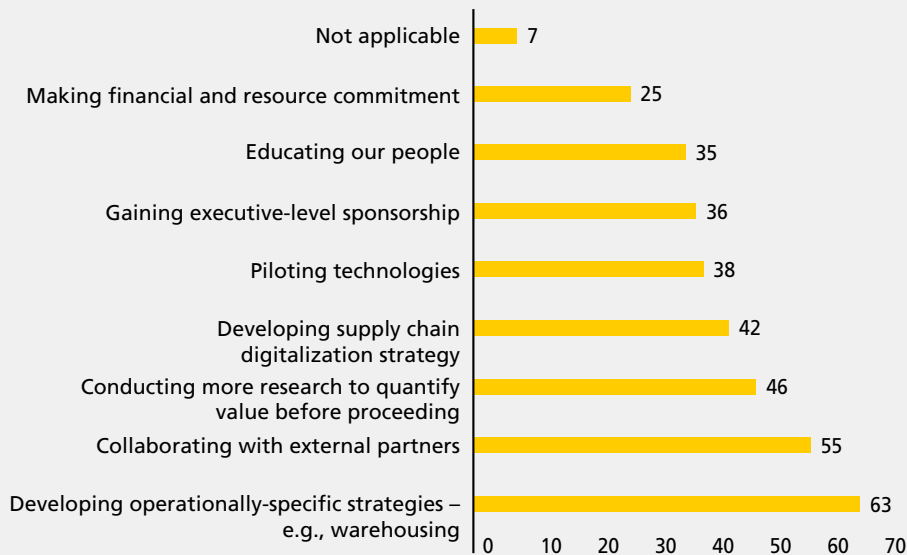 Not applicable 7
Making financial and resource commitment 25
Educating our people 35
Gaining executive-level sponsorship 36
Piloting technologies 38
Developing supply chain
digitalization strategy 42
Conducting more research to quantify
value before proceeding 46
Collaborating with external partners 55
Developing operationally-specific strategies – 63
e.g., warehousing
0 10 20 30 40 50 60 70